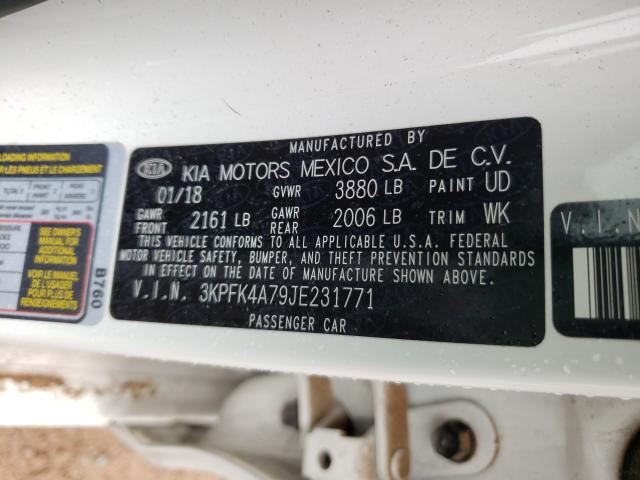 MANUFACTURED BY
KIA KIA MOTORS MEXICO S.A. DE C.V.
01/18 GVWR 3880 LB PAINT UD
GAWR FRONT 2161 LB GAWR REAR 2006 LB TRIM WK
THIS VEHICLE CONFORMS TO ALL APPLICABLE U.S.A. FEDERAL
MOTOR VEHICLE SAFETY, BUMPER, AND THEFT PREVENTION STANDARDS
IN EFFECT ON THE DATE OF MANUFACTURE SHOWN ABOVE.
V.I.N. 3KPFK4A79JE231771
PASSENGER CAR
LOADING INFORMATION
SEE OWNER'S
MANUAL FOR
ADDITIONAL
INFORMATION
VOIR LE MANUEL
DE L'USAGER
POUR PLUS DE
RENSEIGNEMENTS
B760
V.I.N